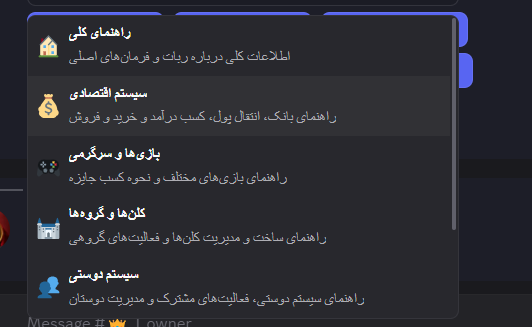 راهنمای کلی
اطلاعات کلی درباره ربات و فرمان‌های اصلی
سیستم اقتصادی
راهنمای بانک، انتقال پول، کسب درآمد و خرید و فروش
بازی‌ها و سرگرمی
راهنمای بازی‌های مختلف و نحوه کسب جایزه
کلن‌ها و گروه‌ها
راهنمای ساخت و مدیریت کلن‌ها و فعالیت‌های گروهی
سیستم دوستی
راهنمای سیستم دوستی، فعالیت‌های مشترک و مدیریت دوستان
Message #👑 owner